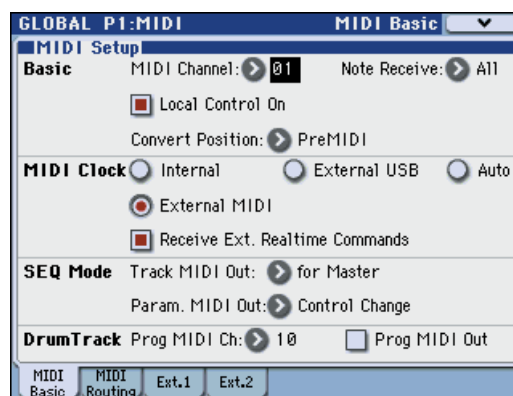 GLOBAL P1:MIDI MIDI Basic
MIDI Setup
Basic MIDI Channel: 01 Note Receive: All
Local Control On
Convert Position: PreMIDI
MIDI Clock Internal External USB Auto
External MIDI
Receive Ext. Realtime Commands
SEQ Mode Track MIDI Out: for Master
Param. MIDI Out: Control Change
DrumTrack Prog MIDI Ch: 10 Prog MIDI Out
MIDI Basic MIDI Routing Ext.1 Ext.2